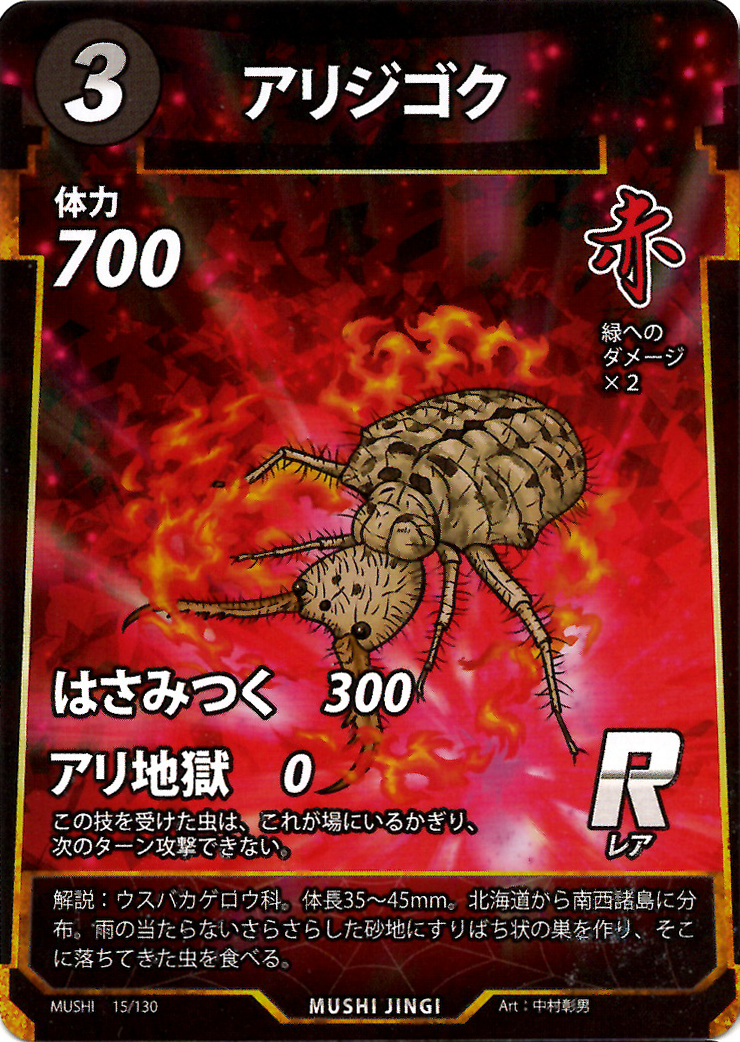 3
アリジゴク
体力
700
赤
緑への
ダメージ
×2
はさみつく 300
アリ地獄 0
この技を受けた虫は、これが場にいるかぎり、
次のターン攻撃できない。
R
レア
解説：ウスバカゲロウ科。体長35〜45mm。北海道から南西諸島に分
布。雨の当たらないさらさらした砂地にすりばち状の巣を作り、そこ
に落ちてきた虫を食べる。
MUSHI 15/130
MUSHI JINGI
Art：中村彰男